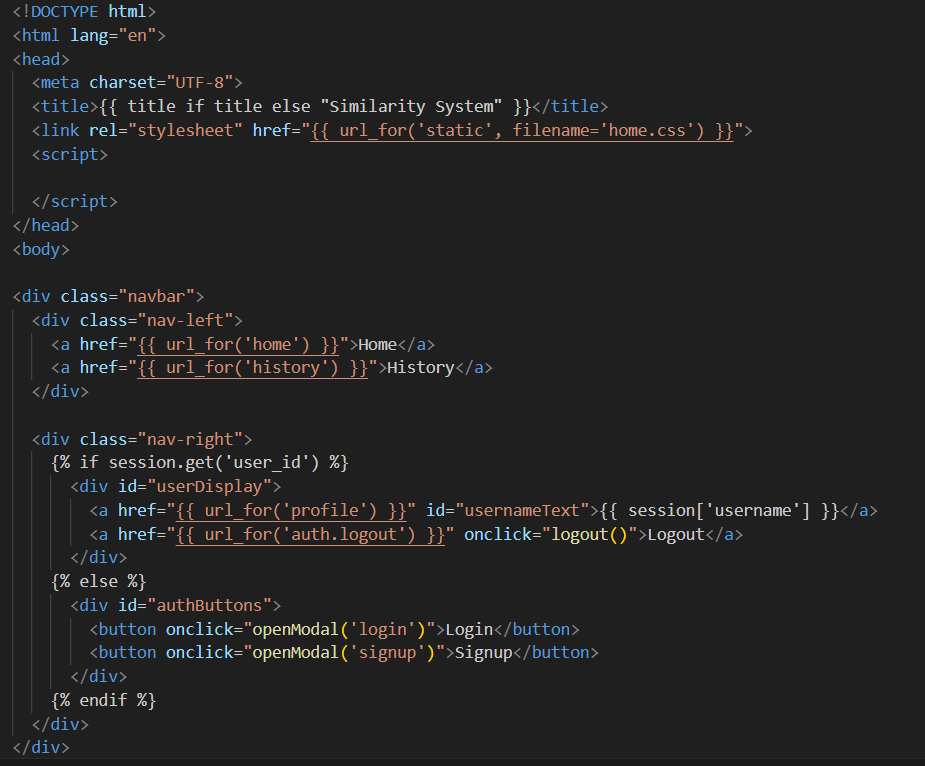 <!DOCTYPE html>
<html lang="en">
<head>
  <meta charset="UTF-8">
  <title>{{ title if title else "Similarity System" }}</title>
  <link rel="stylesheet" href="{{ url_for('static', filename='home.css') }}">
  <script>

  </script>
</head>
<body>

<div class="navbar">
  <div class="nav-left">
    <a href="{{ url_for('home') }}">Home</a>
    <a href="{{ url_for('history') }}">History</a>
  </div>

  <div class="nav-right">
    {% if session.get('user_id') %}
      <div id="userDisplay">
        <a href="{{ url_for('profile') }}" id="usernameText">{{ session['username'] }}</a>
        <a href="{{ url_for('auth.logout') }}" onclick="logout()">Logout</a>
      </div>
    {% else %}
      <div id="authButtons">
        <button onclick="openModal('login')">Login</button>
        <button onclick="openModal('signup')">Signup</button>
      </div>
    {% endif %}
  </div>
</div>